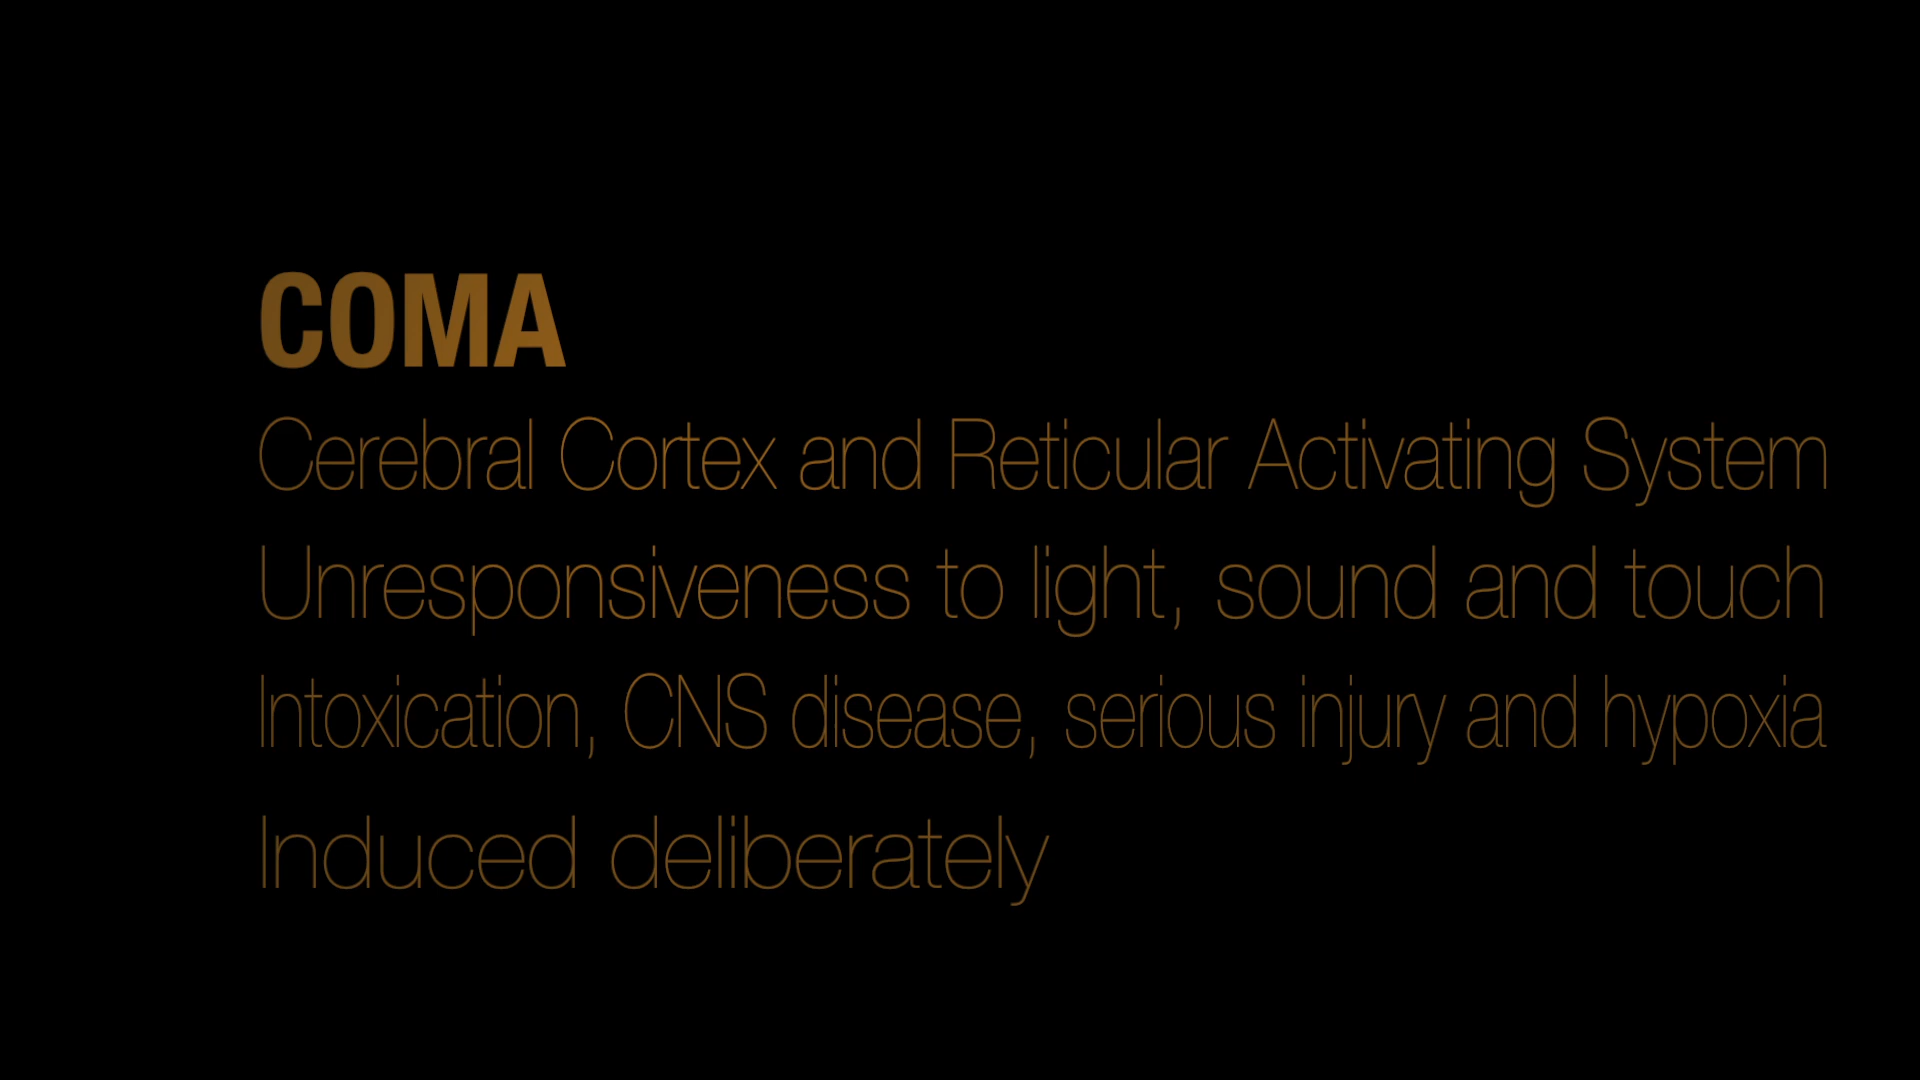 COMA
Cerebral Cortex and Reticular Activating System
Unresponsiveness to light, sound and touch
Intoxication, CNS disease, serious injury and hypoxia
Induced deliberately